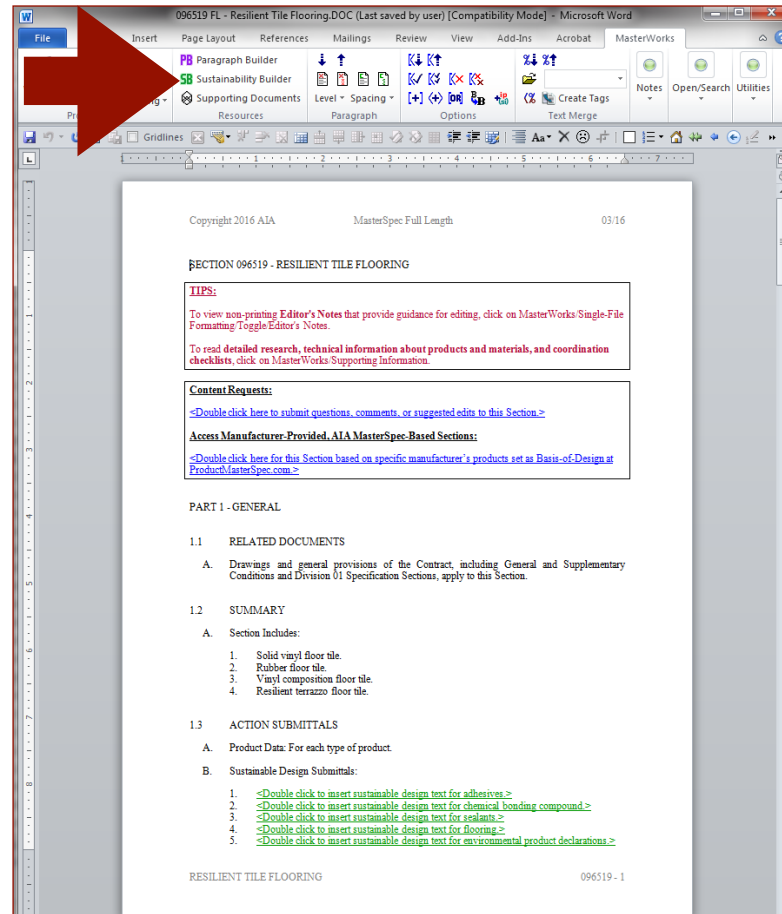 096519 FL - Resilient Tile Flooring.DOC (Last saved by user) [Compatibility Mode] - Microsoft Word
File Insert Page Layout References Mailings Review View Add-Ins Acrobat MasterWorks
PB Paragraph Builder
SB Sustainability Builder
Supporting Documents Level Spacing [+] [OR] Create Tags Notes Open/Search Utilities
Resources Paragraph Options Text Merge
Gridlines Aa
1 2 3 4 5 6 7
Copyright 2016 AIA MasterSpec Full Length 03/16
SECTION 096519 - RESILIENT TILE FLOORING
TIPS:
To view non-printing Editor's Notes that provide guidance for editing, click on MasterWorks/Single-File
Formatting/Toggle/Editor's Notes.
To read detailed research, technical information about products and materials, and coordination
checklists, click on MasterWorks/Supporting Information.
Content Requests:
<Double click here to submit questions, comments, or suggested edits to this Section.>
Access Manufacturer-Provided, AIA MasterSpec-Based Sections:
<Double click here for this Section based on specific manufacturer's products set as Basis-of-Design at
ProductMasterSpec.com.>
PART 1 - GENERAL
1.1 RELATED DOCUMENTS
A. Drawings and general provisions of the Contract, including General and Supplementary
Conditions and Division 01 Specification Sections, apply to this Section.
1.2 SUMMARY
A. Section Includes:
1. Solid vinyl floor tile.
2. Rubber floor tile.
3. Vinyl composition floor tile.
4. Resilient terrazzo floor tile.
1.3 ACTION SUBMITTALS
A. Product Data: For each type of product.
B. Sustainable Design Submittals:
1. <Double click to insert sustainable design text for adhesives.>
2. <Double click to insert sustainable design text for chemical bonding compound.>
3. <Double click to insert sustainable design text for sealants.>
4. <Double click to insert sustainable design text for flooring.>
5. <Double click to insert sustainable design text for environmental product declarations.>
RESILIENT TILE FLOORING 096519 - 1